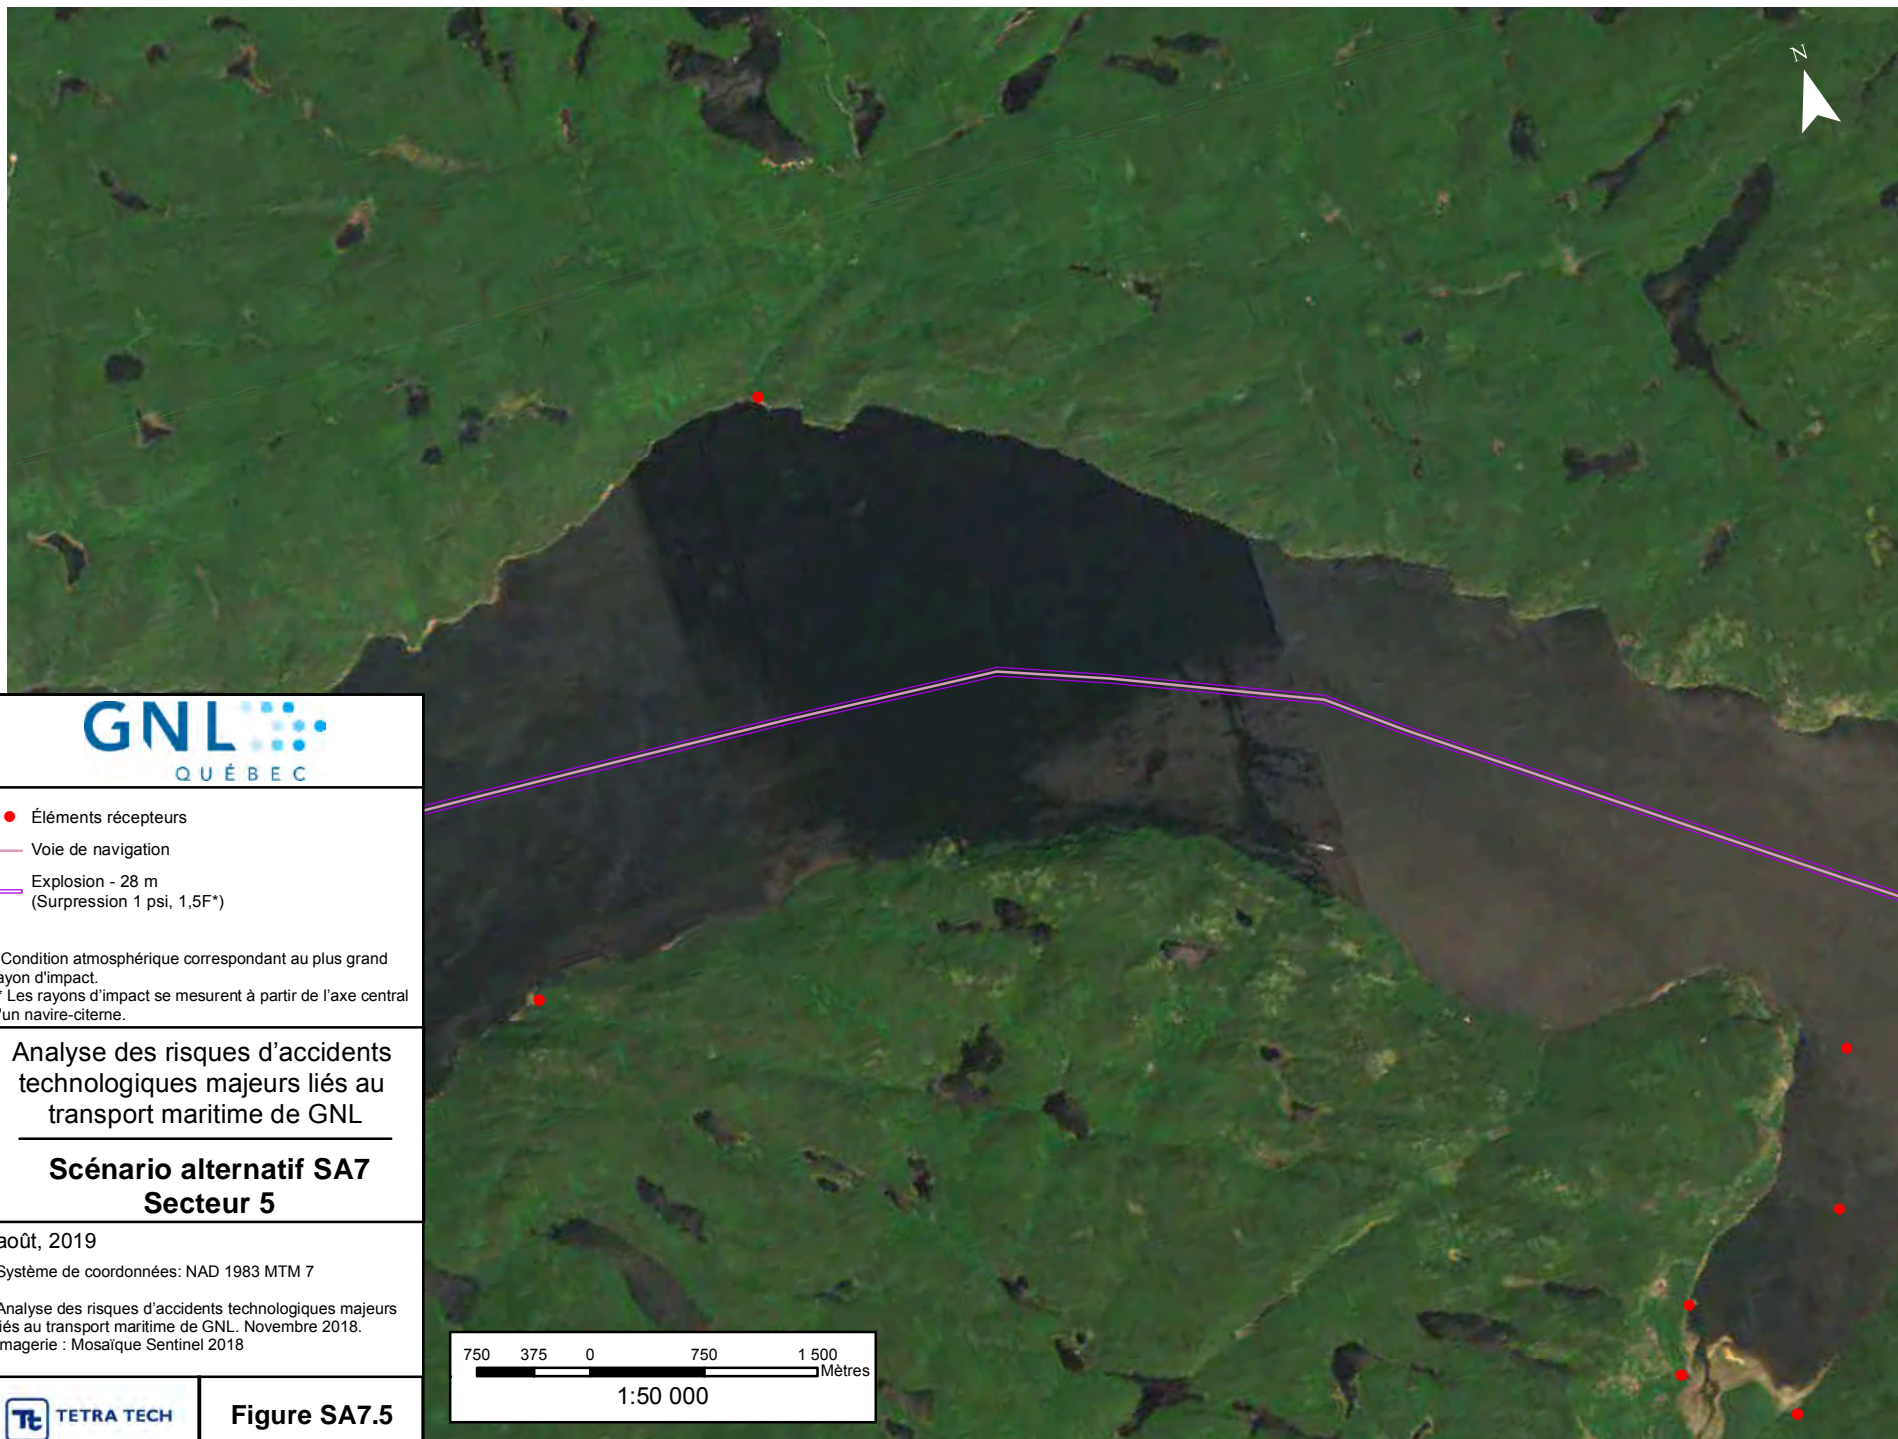 N
GNL
QUÉBEC
Éléments récepteurs
Voie de navigation
Explosion - 28 m
(Surpression 1 psi, 1,5F*)
Condition atmosphérique correspondant au plus grand
ayon d'impact.
* Les rayons d'impact se mesurent à partir de l'axe central
'un navire-citerne.
Analyse des risques d'accidents
technologiques majeurs liés au
transport maritime de GNL
Scénario alternatif SA7
Secteur 5
août, 2019
Système de coordonnées: NAD 1983 MTM 7
Analyse des risques d'accidents technologiques majeurs
iés au transport maritime de GNL. Novembre 2018.
magerie : Mosaïque Sentinel 2018
750 375 0 750 1 500
Mètres
1:50 000
Tt TETRA TECH
Figure SA7.5